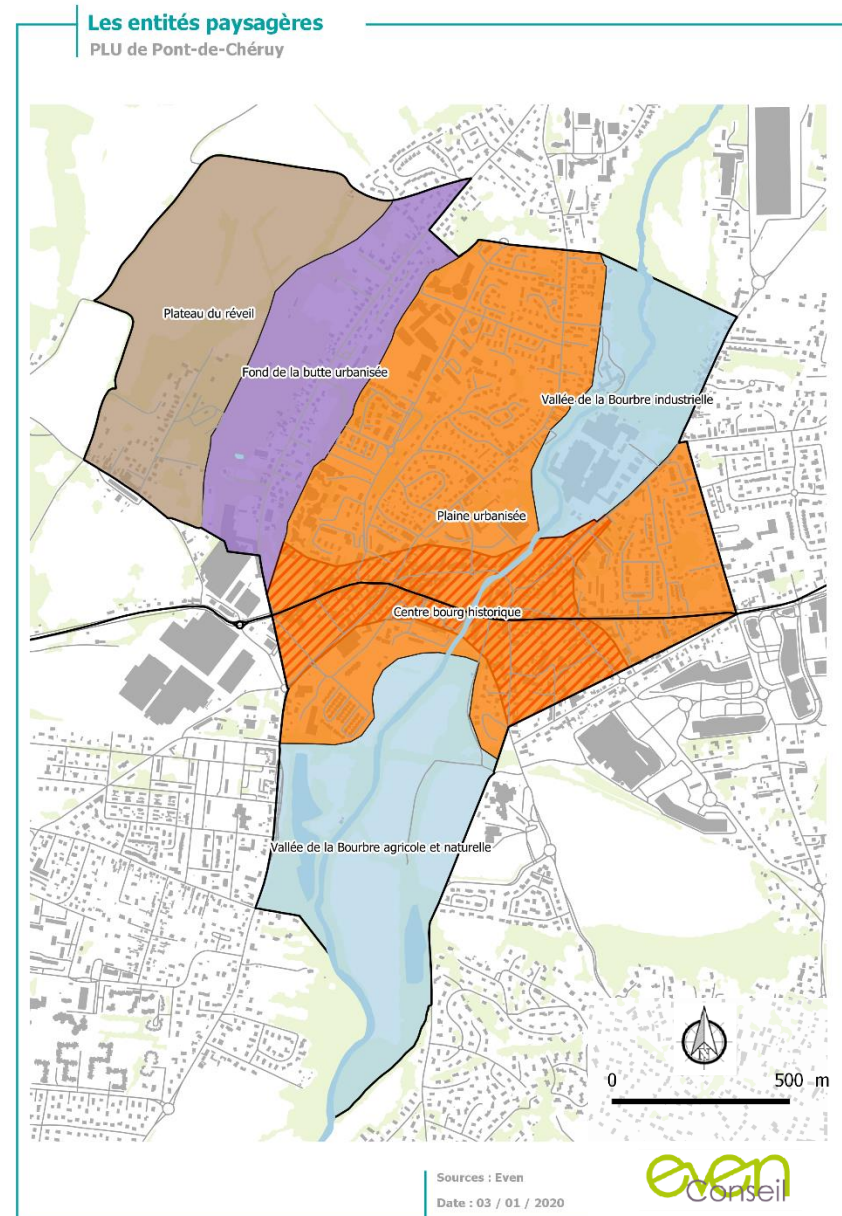 Les entités paysagères
PLU de Pont-de-Chéruy
Plateau du réveil
Fond de la butte urbanisée
Vallée de la Bourbre industrielle
Plaine urbanisée
Centre bourg historique
Vallée de la Bourbre agricole et naturelle
N
0 500 m
Sources : Even
Date : 03 / 01 / 2020
even
Conseil